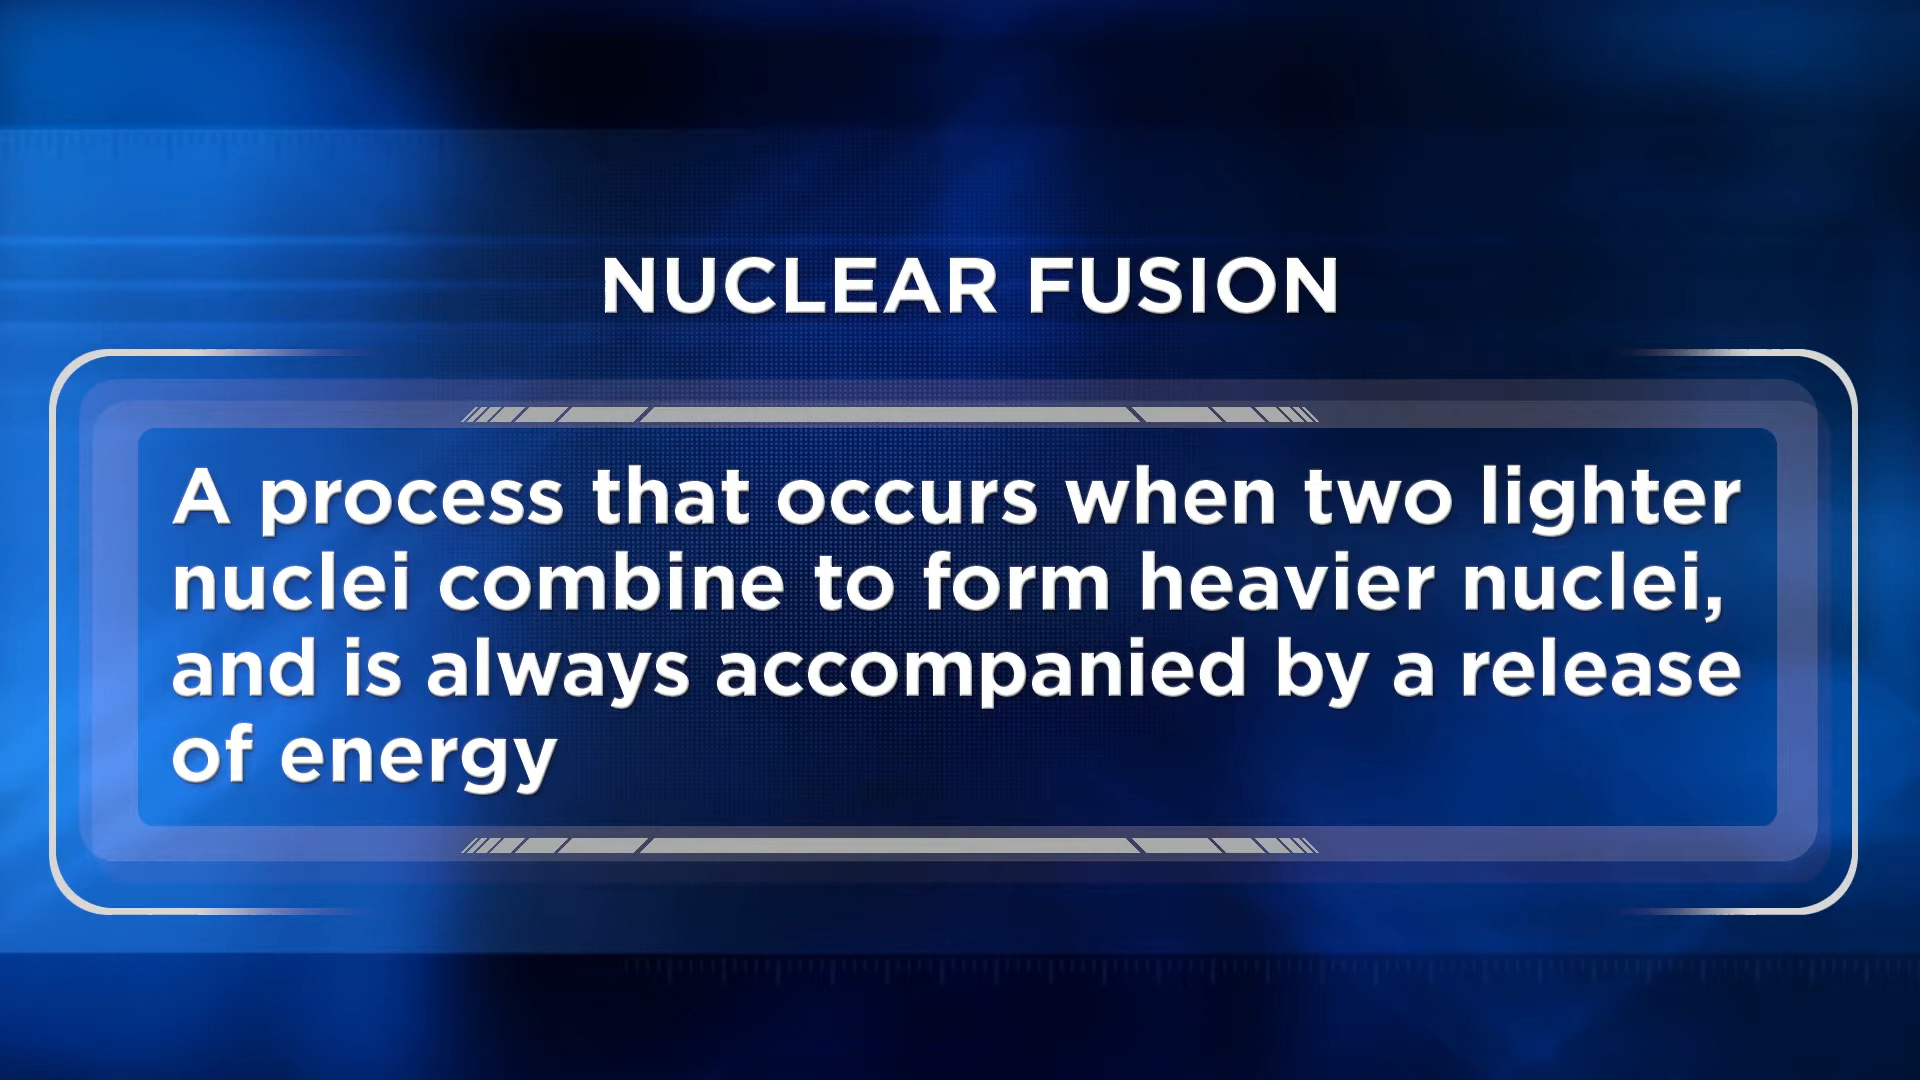 NUCLEAR FUSION
A process that occurs when two lighter
nuclei combine to form heavier nuclei,
and is always accompanied by a release
of energy